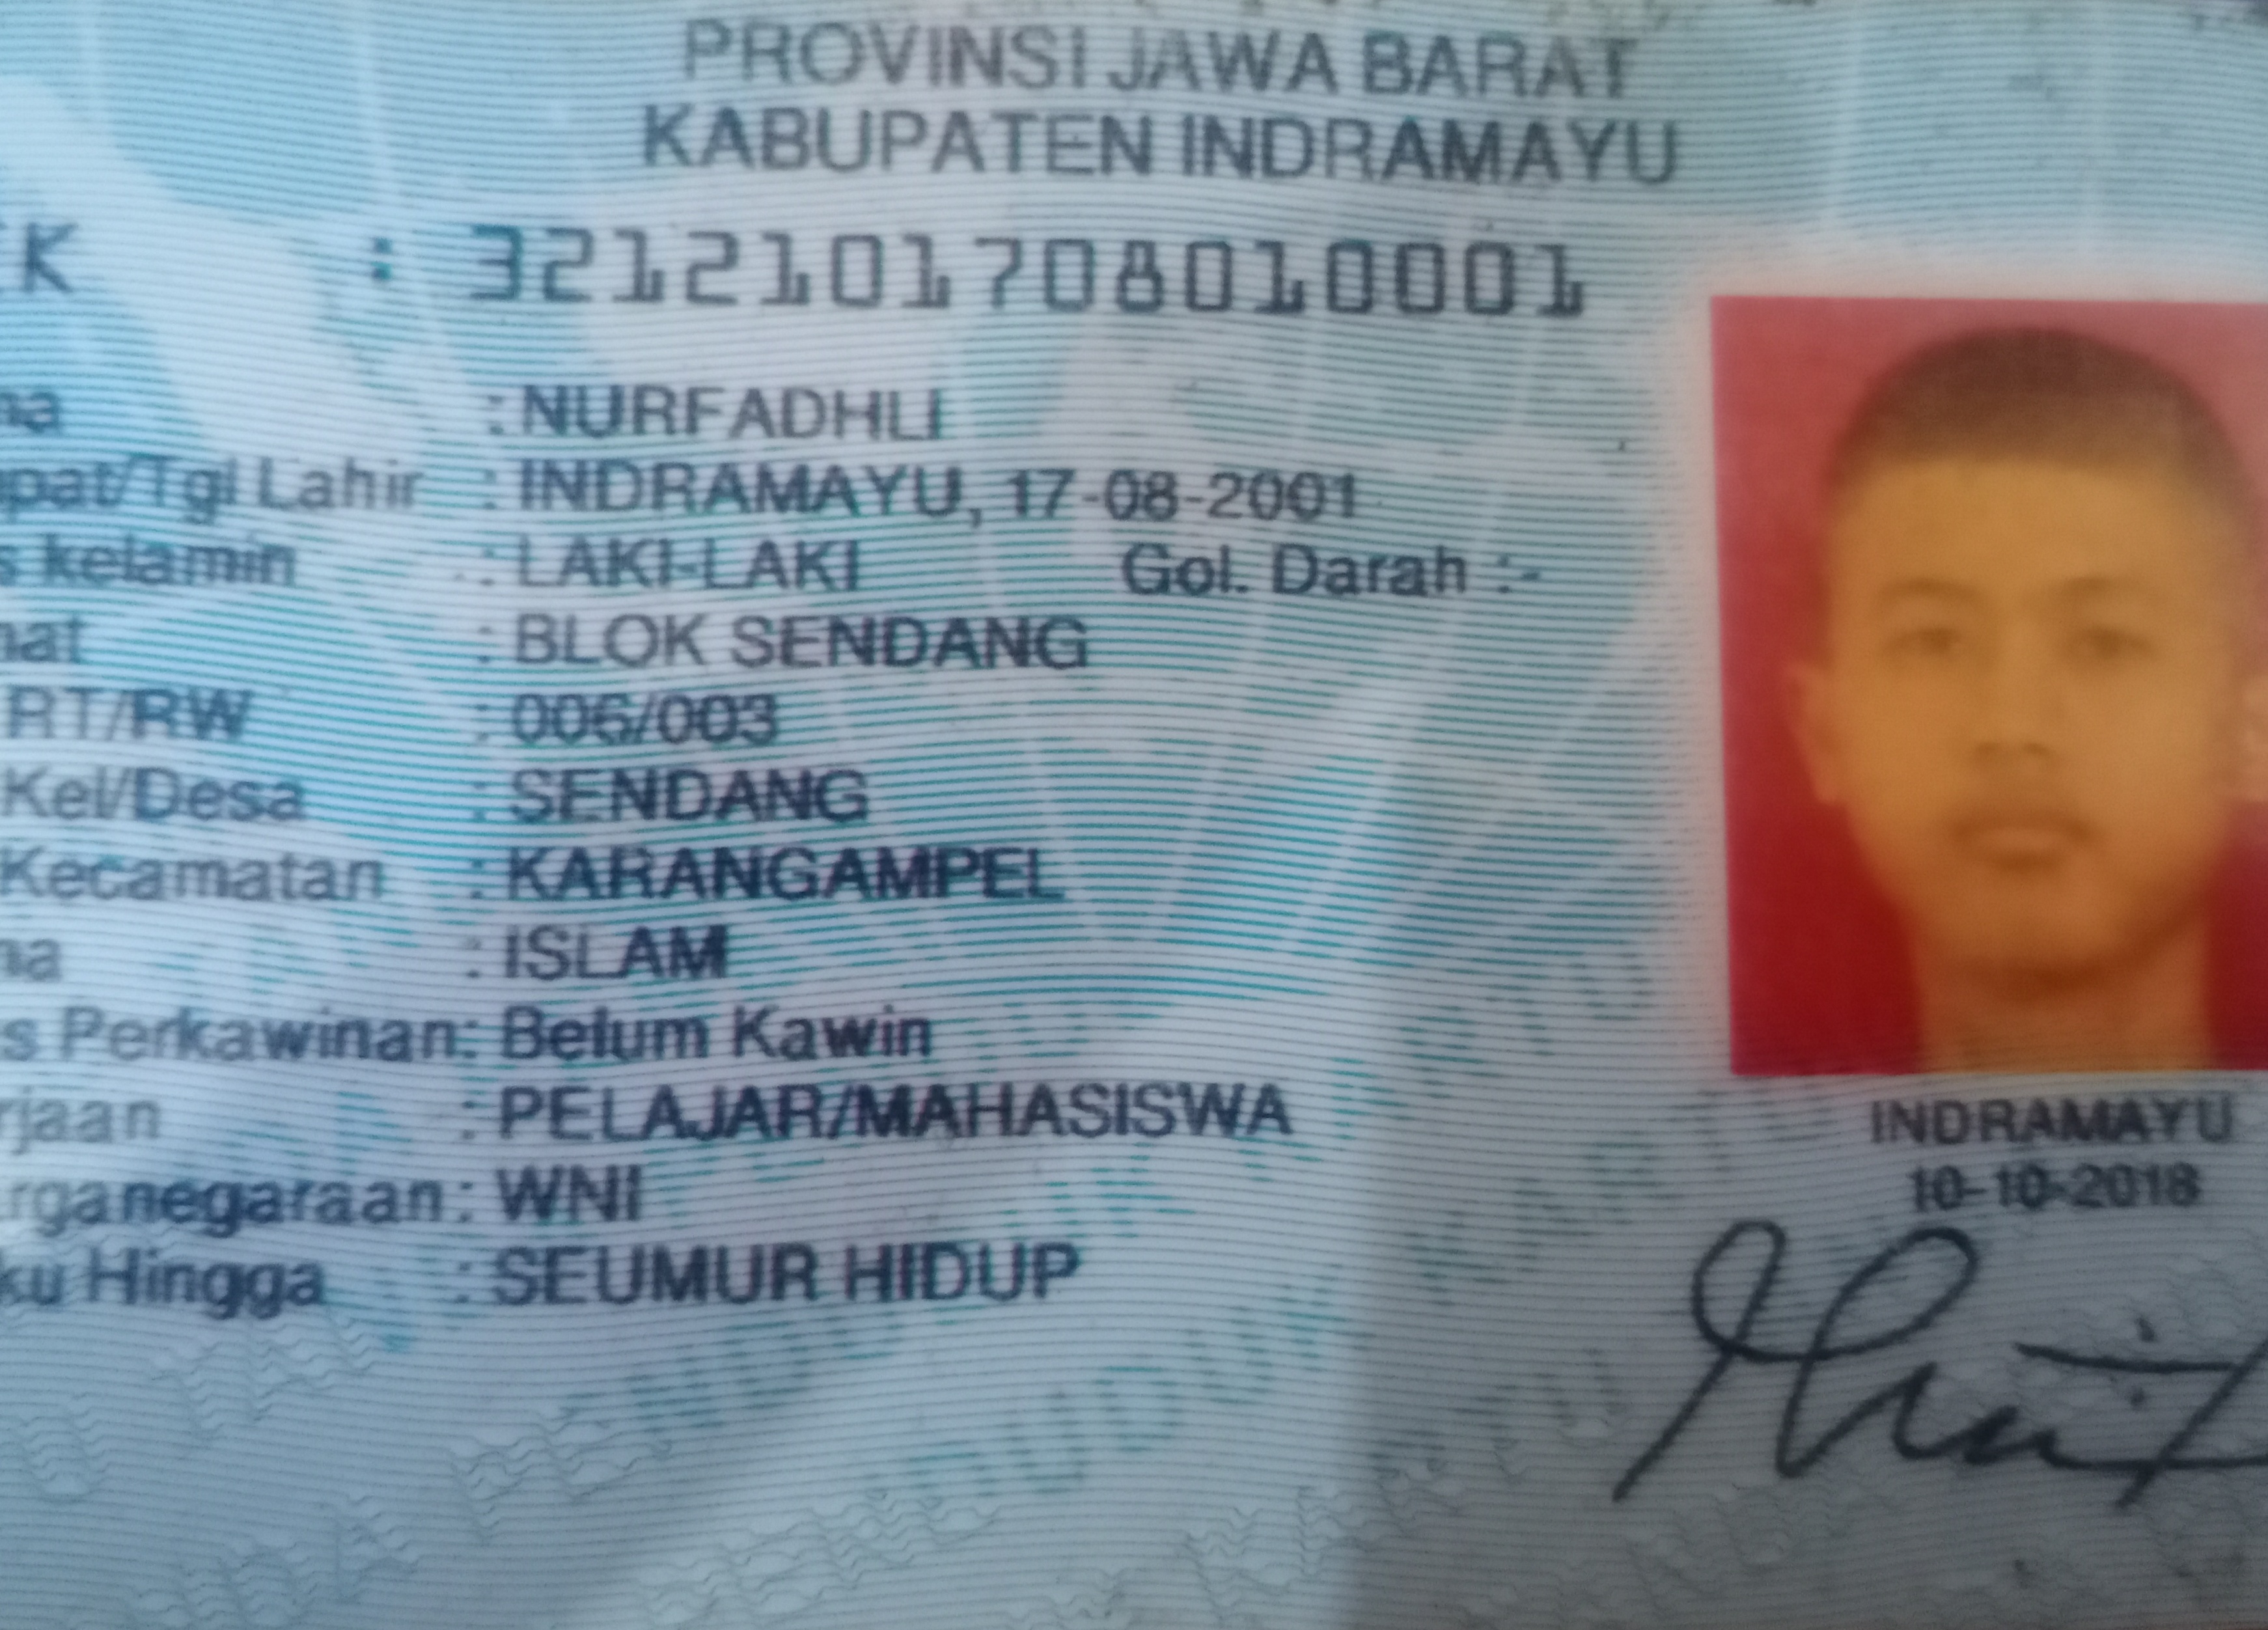 PROVINSI JAWA BARAT
KABUPATEN INDRAMAYU
K : 3212101708010001
na : NURFADHLI
pat/Tgl Lahir : INDRAMAYU, 17-08-2001
s kelamin : LAKI-LAKI Gol. Darah :-
mat : BLOK SENDANG
RT/RW : 006/003
Kel/Desa : SENDANG
Kecamatan : KARANGAMPEL
ma : ISLAM
s Perkawinan: Belum Kawin
rjaan : PELAJAR/MAHASISWA
rganegaraan: WNI
ku Hingga : SEUMUR HIDUP
INDRAMAYU
10-10-2018